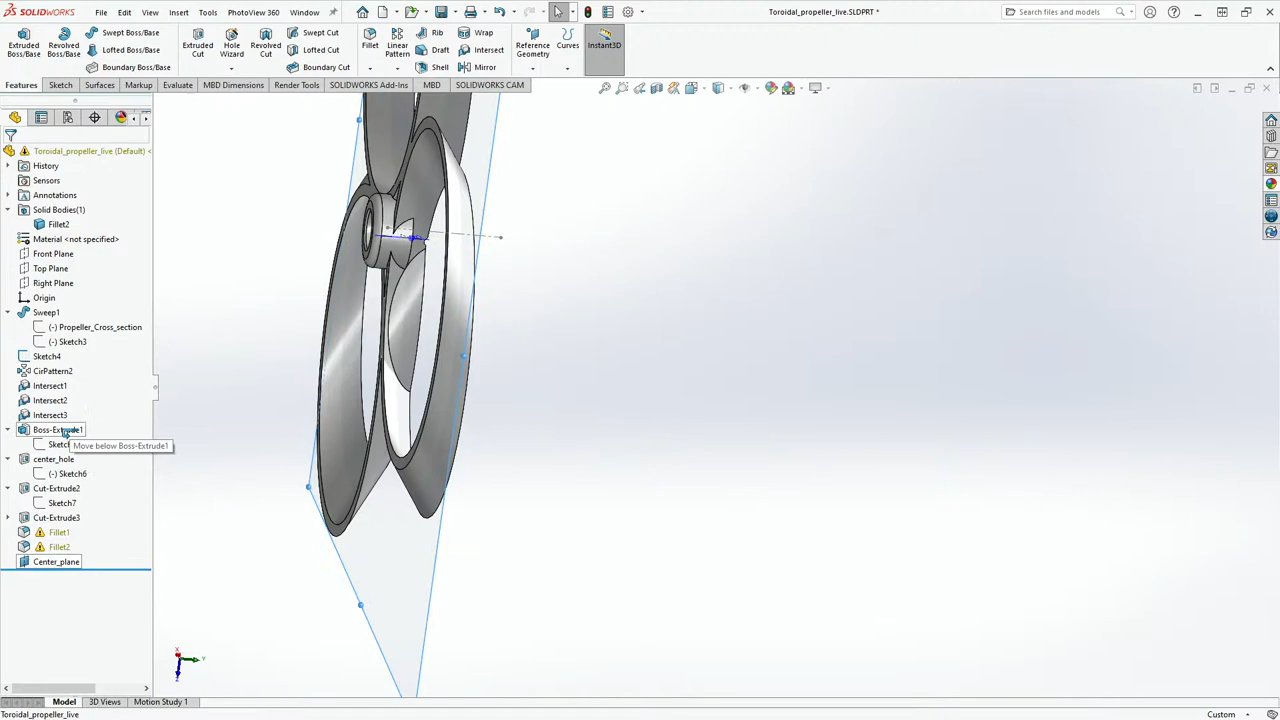 SOLIDWORKS File Edit View Insert Tools PhotoView 360 Window Toroidal_propeller_live.SLDPRT * Search files and models
Extruded Boss/Base Revolved Boss/Base Swept Boss/Base Extruded Cut Hole Wizard Revolved Cut Swept Cut Fillet Linear Pattern Rib Wrap Reference Geometry Curves Instant3D
Lofted Boss/Base Lofted Cut Draft Intersect
Boundary Boss/Base Boundary Cut Shell Mirror
Features Sketch Surfaces Markup Evaluate MBD Dimensions Render Tools SOLIDWORKS Add-Ins MBD SOLIDWORKS CAM
Toroidal_propeller_live (Default) <
History
Sensors
Annotations
Solid Bodies(1)
Fillet2
Material <not specified>
Front Plane
Top Plane
Right Plane
Origin
Sweep1
(-) Propeller_Cross_section
(-) Sketch3
Sketch4
CirPattern2
Intersect1
Intersect2
Intersect3
Boss-Extrude1
Sketch
Move below Boss-Extrude1
center_hole
(-) Sketch6
Cut-Extrude2
Sketch7
Cut-Extrude3
Fillet1
Fillet2
Center_plane
X
Y
Z
Model 3D Views Motion Study 1
Toroidal_propeller_live Custom